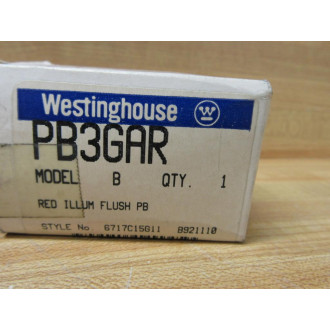 Westinghouse W
PB3GAR
MODEL B QTY. 1
RED ILLUM FLUSH PB
STYLE No 6717C15G11 B921110